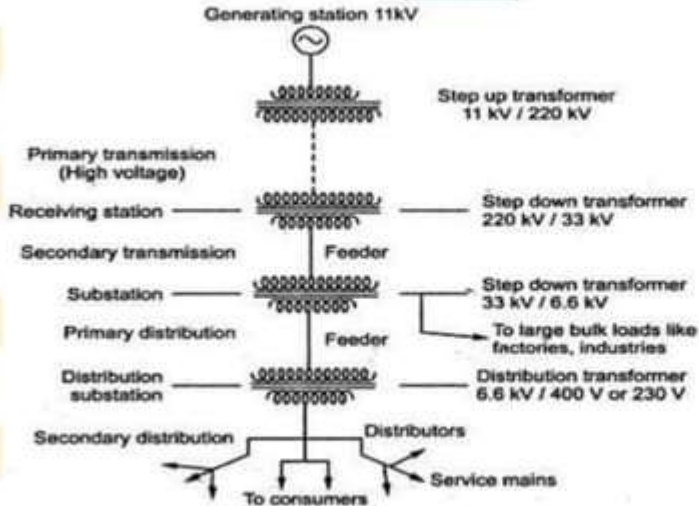 Generating station 11kV
Step up transformer
11 kV / 220 kV
Primary transmission
(High voltage)
Receiving station
Step down transformer
220 kV / 33 kV
Secondary transmission
Feeder
Substation
Step down transformer
33 kV / 6.6 kV
Primary distribution
Feeder
To large bulk loads like
factories, industries
Distribution
substation
Distribution transformer
6.6 kV / 400 V or 230 V
Secondary distribution
Distributors
Service mains
To consumers